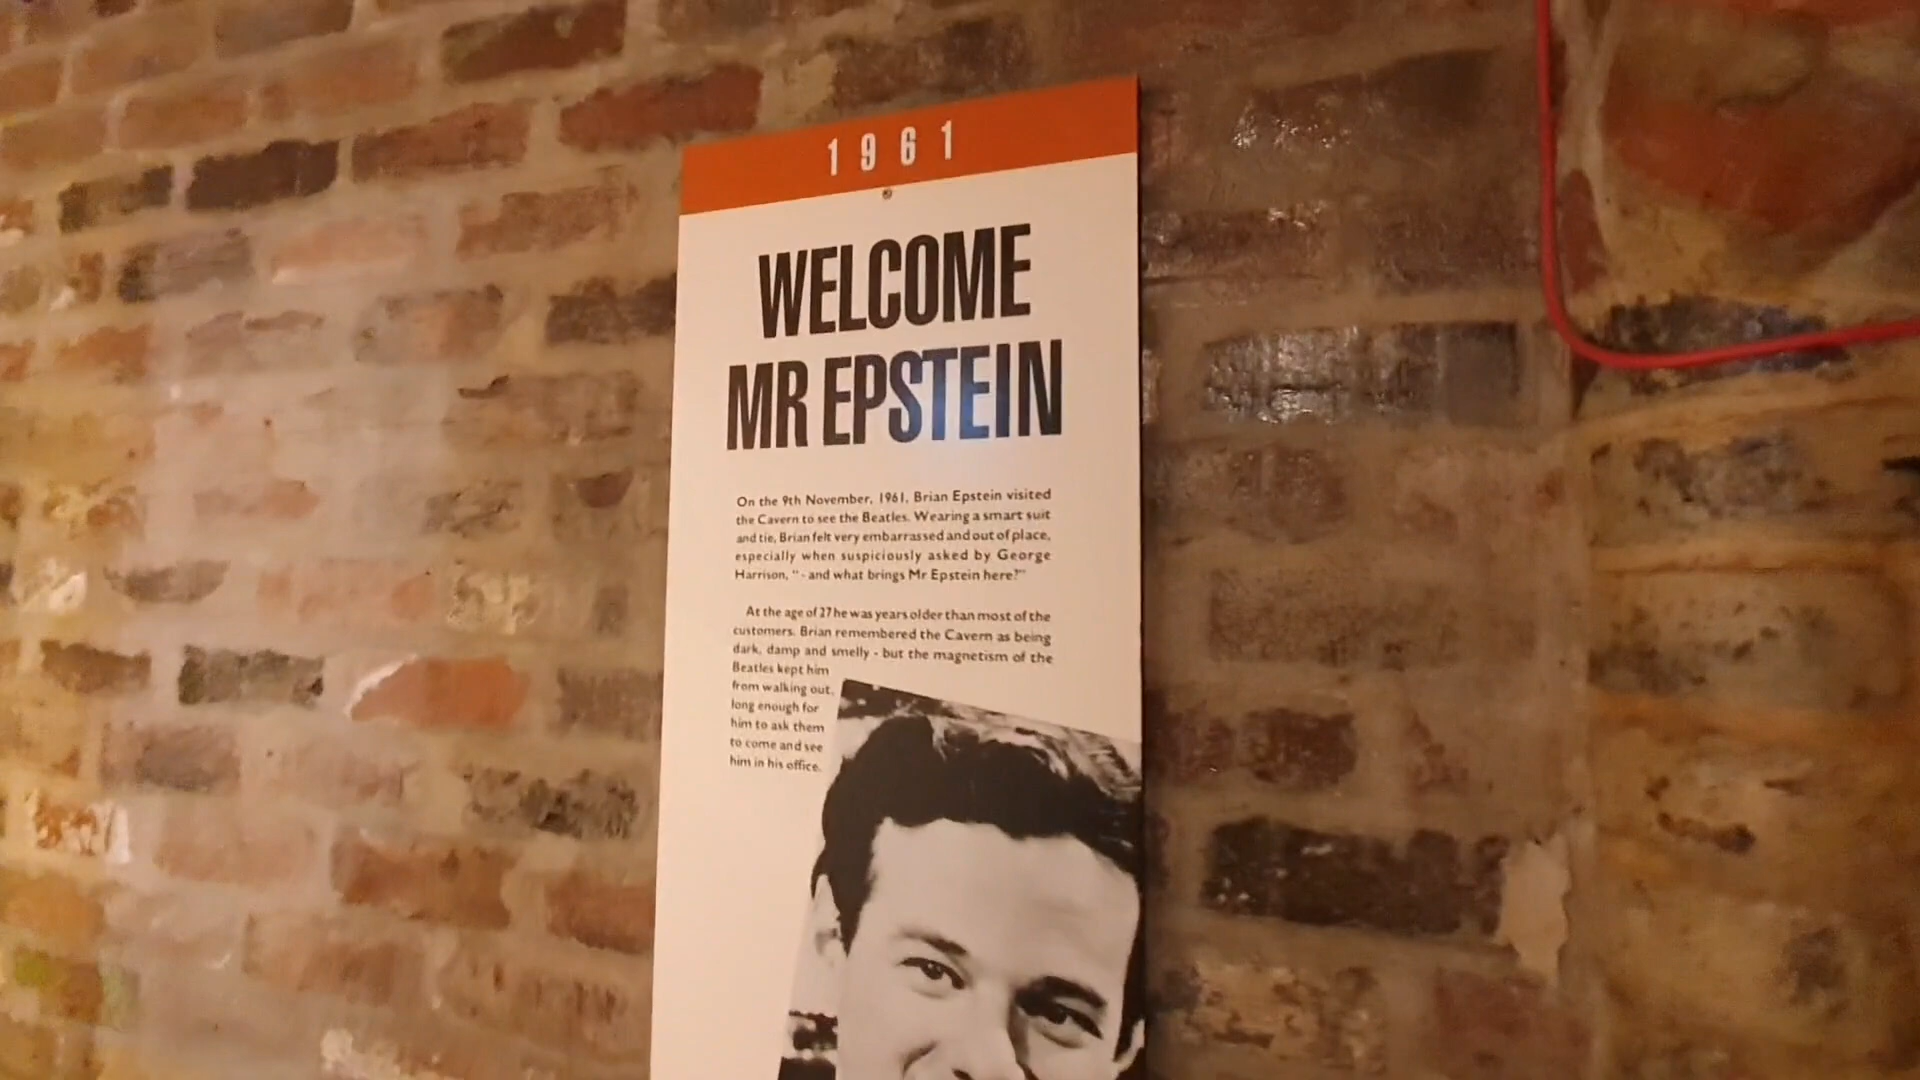 1961
WELCOME
MR EPSTEIN
On the 9th November, 1961, Brian Epstein visited
the Cavern to see the Beatles. Wearing a smart suit
and tie, Brian felt very embarrassed and out of place,
especially when suspiciously asked by George
Harrison, "- and what brings Mr Epstein here?"
At the age of 27 he was years older than most of the
customers. Brian remembered the Cavern as being
dark, damp and smelly - but the magnetism of the
Beatles kept him
from walking out,
long enough for
him to ask them
to come and see
him in his office.